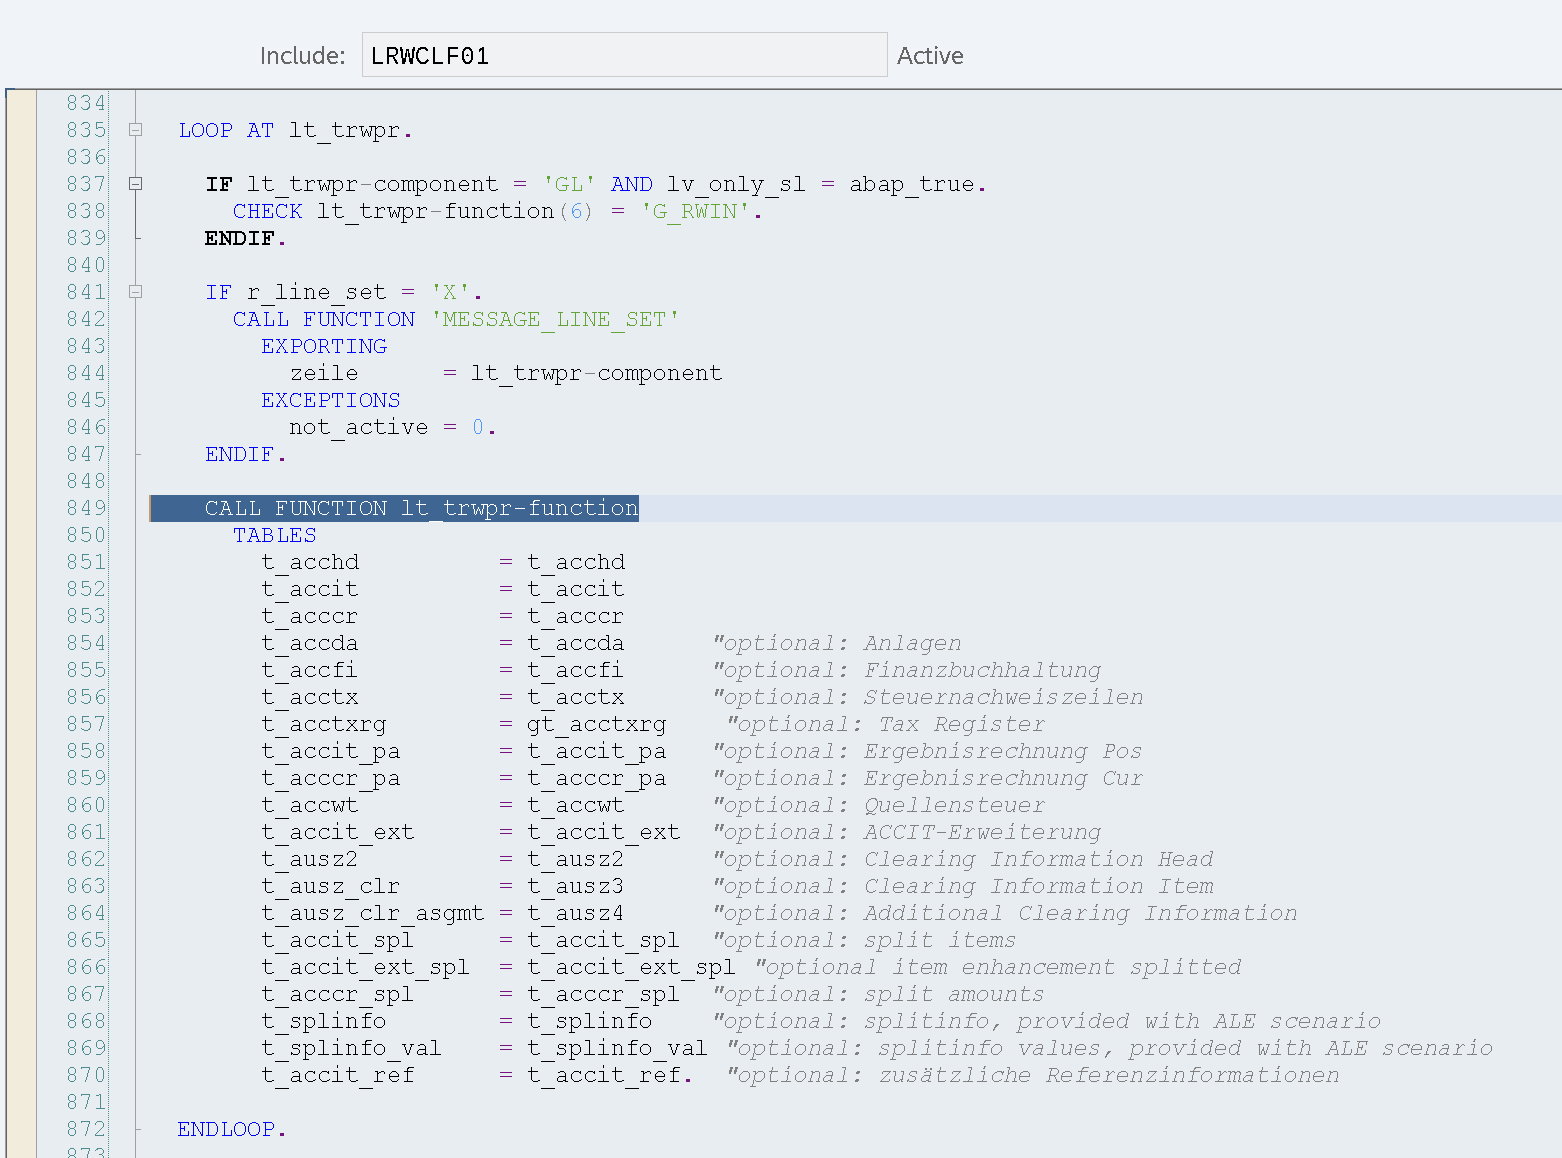 Include: LRWCLF01 Active
834
835 LOOP AT lt_trwpr.
836
837 IF lt_trwpr-component = 'GL' AND lv_only_sl = abap_true.
838 CHECK lt_trwpr-function(6) = 'G_RWIN'.
839 ENDIF.
840
841 IF r_line_set = 'X'.
842 CALL FUNCTION 'MESSAGE_LINE_SET'
843 EXPORTING
844 zeile = lt_trwpr-component
845 EXCEPTIONS
846 not_active = 0.
847 ENDIF.
848
849 CALL FUNCTION lt_trwpr-function
850 TABLES
851 t_acchd = t_acchd
852 t_accit = t_accit
853 t_acccr = t_acccr
854 t_accda = t_accda "optional: Anlagen
855 t_accfi = t_accfi "optional: Finanzbuchhaltung
856 t_acctx = t_acctx "optional: Steuernachweiszeilen
857 t_acctxrg = gt_acctxrg "optional: Tax Register
858 t_accit_pa = t_accit_pa "optional: Ergebnisrechnung Pos
859 t_acccr_pa = t_acccr_pa "optional: Ergebnisrechnung Cur
860 t_accwt = t_accwt "optional: Quellensteuer
861 t_accit_ext = t_accit_ext "optional: ACCIT-Erweiterung
862 t_ausz2 = t_ausz2 "optional: Clearing Information Head
863 t_ausz_clr = t_ausz3 "optional: Clearing Information Item
864 t_ausz_clr_asgmt = t_ausz4 "optional: Additional Clearing Information
865 t_accit_spl = t_accit_spl "optional: split items
866 t_accit_ext_spl = t_accit_ext_spl "optional item enhancement splitted
867 t_acccr_spl = t_acccr_spl "optional: split amounts
868 t_splinfo = t_splinfo "optional: splitinfo, provided with ALE scenario
869 t_splinfo_val = t_splinfo_val "optional: splitinfo values, provided with ALE scenario
870 t_accit_ref = t_accit_ref. "optional: zusätzliche Referenzinformationen
871
872 ENDLOOP.
873